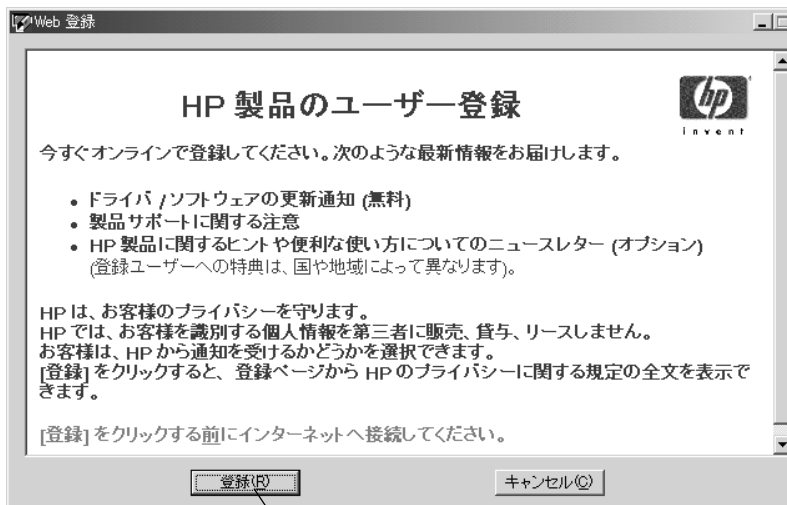 Web 登録
HP 製品のユーザー登録
hp
invent
今すぐオンラインで登録してください。次のような最新情報をお届けします。
• ドライバ /ソフトウェアの更新通知 (無料)
• 製品サポートに関する注意
• HP 製品に関するヒントや便利な使い方についてのニュースレター (オプション)
(登録ユーザーへの特典は、国や地域によって異なります)。
HP は、お客様のプライバシーを守ります。
HP では、お客様を識別する個人情報を第三者に販売、貸与、リースしません。
お客様は、HP から通知を受けるかどうかを選択できます。
[登録] をクリックすると、登録ページから HP のプライバシーに関する規定の全文を表示で
きます。
[登録] をクリックする前にインターネットへ接続してください。
登録(R)
キャンセル(C)